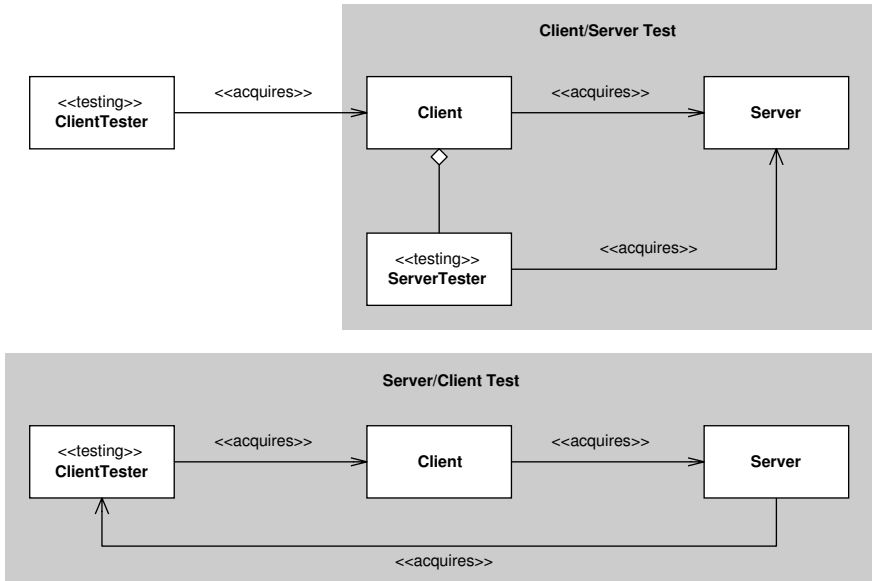 Client/Server Test
<<testing>>
ClientTester
<<acquires>>
Client
<<acquires>>
Server
<<testing>>
ServerTester
<<acquires>>
Server/Client Test
<<testing>>
ClientTester
<<acquires>>
Client
<<acquires>>
Server
<<acquires>>